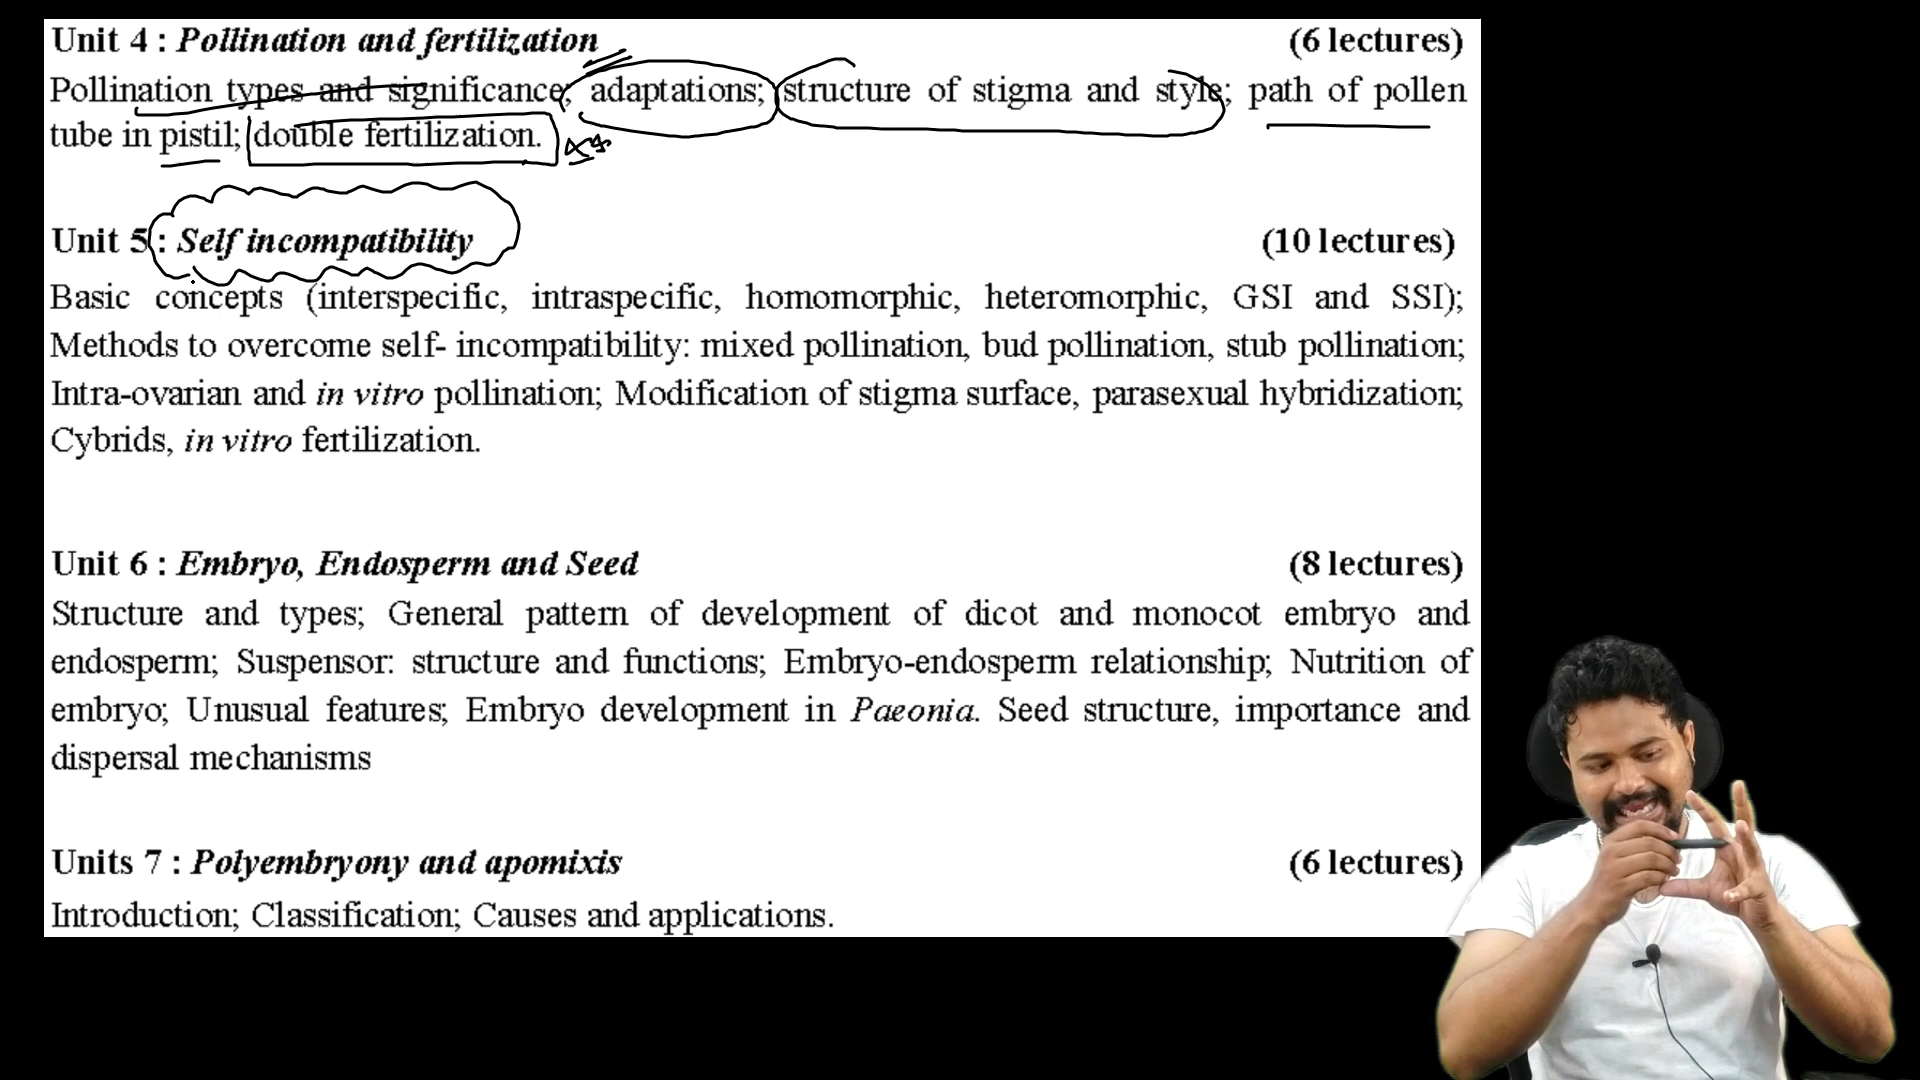 Unit 4 : Pollination and fertilization (6 lectures)
Pollination types and significance; adaptations; structure of stigma and style; path of pollen
tube in pistil; double fertilization.
Unit 5 : Self incompatibility (10 lectures)
Basic concepts (interspecific, intraspecific, homomorphic, heteromorphic, GSI and SSI);
Methods to overcome self- incompatibility: mixed pollination, bud pollination, stub pollination;
Intra-ovarian and in vitro pollination; Modification of stigma surface, parasexual hybridization;
Cybrids, in vitro fertilization.
Unit 6 : Embryo, Endosperm and Seed (8 lectures)
Structure and types; General pattern of development of dicot and monocot embryo and
endosperm; Suspensor: structure and functions; Embryo-endosperm relationship; Nutrition of
embryo; Unusual features; Embryo development in Paeonia. Seed structure, importance and
dispersal mechanisms
Units 7 : Polyembryony and apomixis (6 lectures)
Introduction; Classification; Causes and applications.